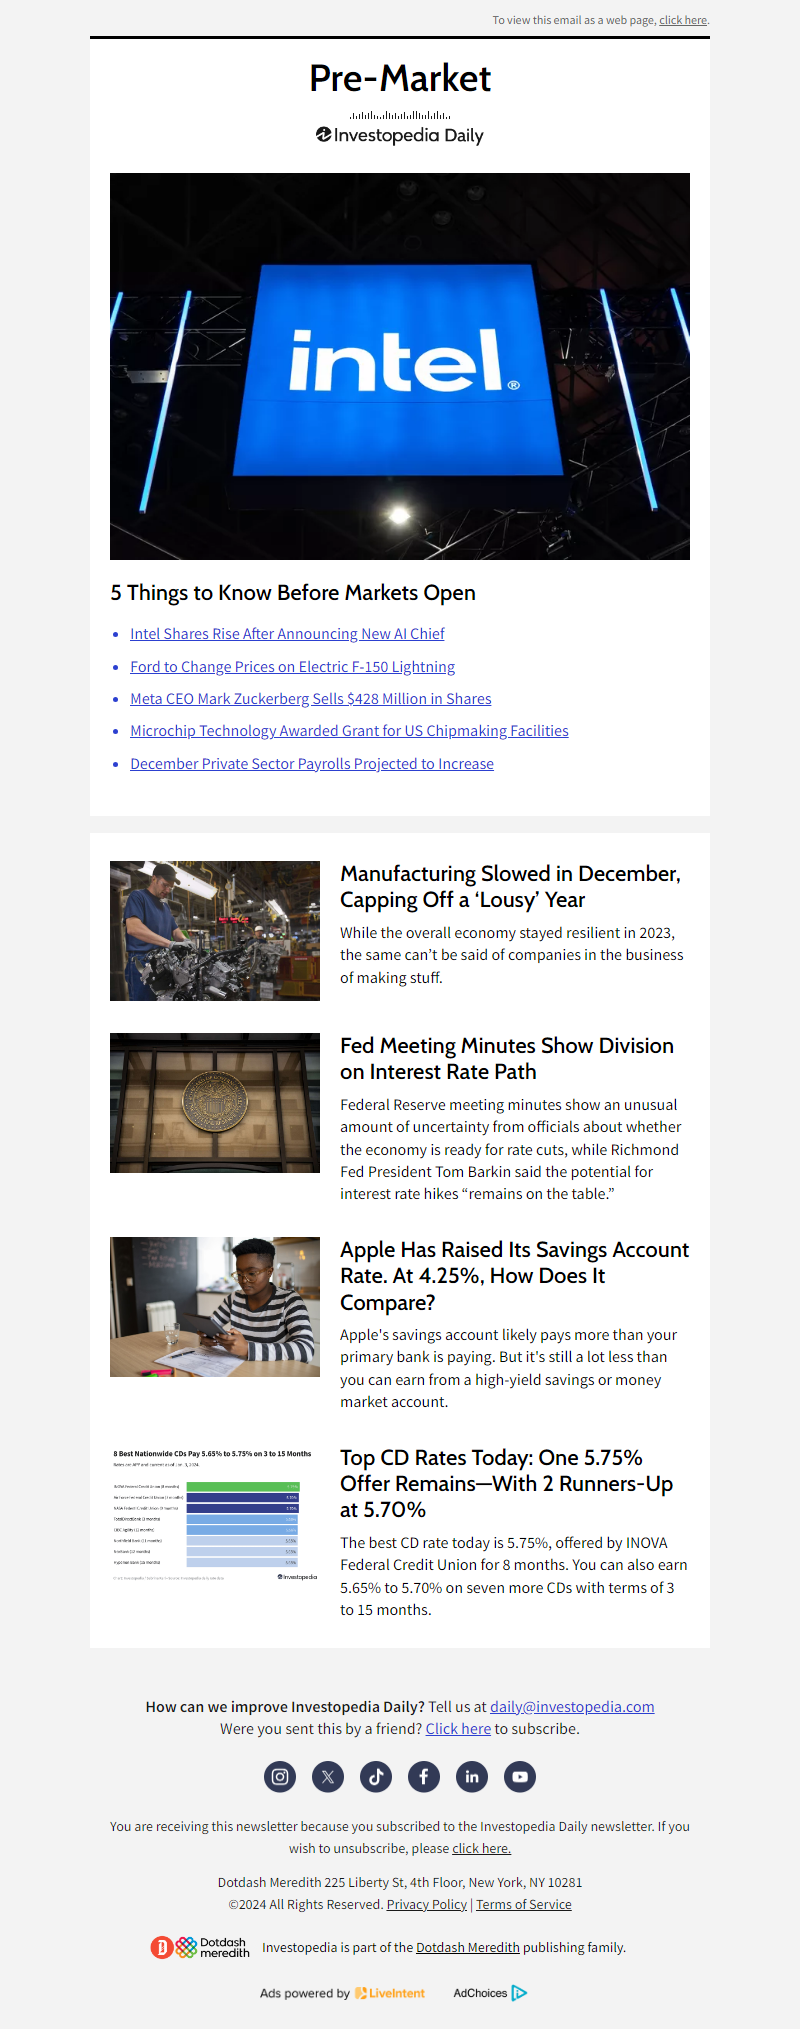 To view this email as a web page, click here.
Pre-Market
Investopedia Daily
intel®
5 Things to Know Before Markets Open
Intel Shares Rise After Announcing New AI Chief
Ford to Change Prices on Electric F-150 Lightning
Meta CEO Mark Zuckerberg Sells $428 Million in Shares
Microchip Technology Awarded Grant for US Chipmaking Facilities
December Private Sector Payrolls Projected to Increase
Manufacturing Slowed in December,
Capping Off a ‘Lousy’ Year
While the overall economy stayed resilient in 2023,
the same can’t be said of companies in the business
of making stuff.
Fed Meeting Minutes Show Division
on Interest Rate Path
Federal Reserve meeting minutes show an unusual
amount of uncertainty from officials about whether
the economy is ready for rate cuts, while Richmond
Fed President Tom Barkin said the potential for
interest rate hikes “remains on the table.”
Apple Has Raised Its Savings Account
Rate. At 4.25%, How Does It
Compare?
Apple's savings account likely pays more than your
primary bank is paying. But it's still a lot less than
you can earn from a high-yield savings or money
market account.
8 Best Nationwide CDs Pay 5.65% to 5.75% on 3 to 15 Months
Investopedia
Top CD Rates Today: One 5.75%
Offer Remains—With 2 Runners-Up
at 5.70%
The best CD rate today is 5.75%, offered by INOVA
Federal Credit Union for 8 months. You can also earn
5.65% to 5.70% on seven more CDs with terms of 3
to 15 months.
How can we improve Investopedia Daily? Tell us at daily@investopedia.com
Were you sent this by a friend? Click here to subscribe.
You are receiving this newsletter because you subscribed to the Investopedia Daily newsletter. If you
wish to unsubscribe, please click here.
Dotdash Meredith 225 Liberty St, 4th Floor, New York, NY 10281
©2024 All Rights Reserved. Privacy Policy | Terms of Service
Dotdash
meredith
Investopedia is part of the Dotdash Meredith publishing family.
Ads powered by LiveIntent
AdChoices